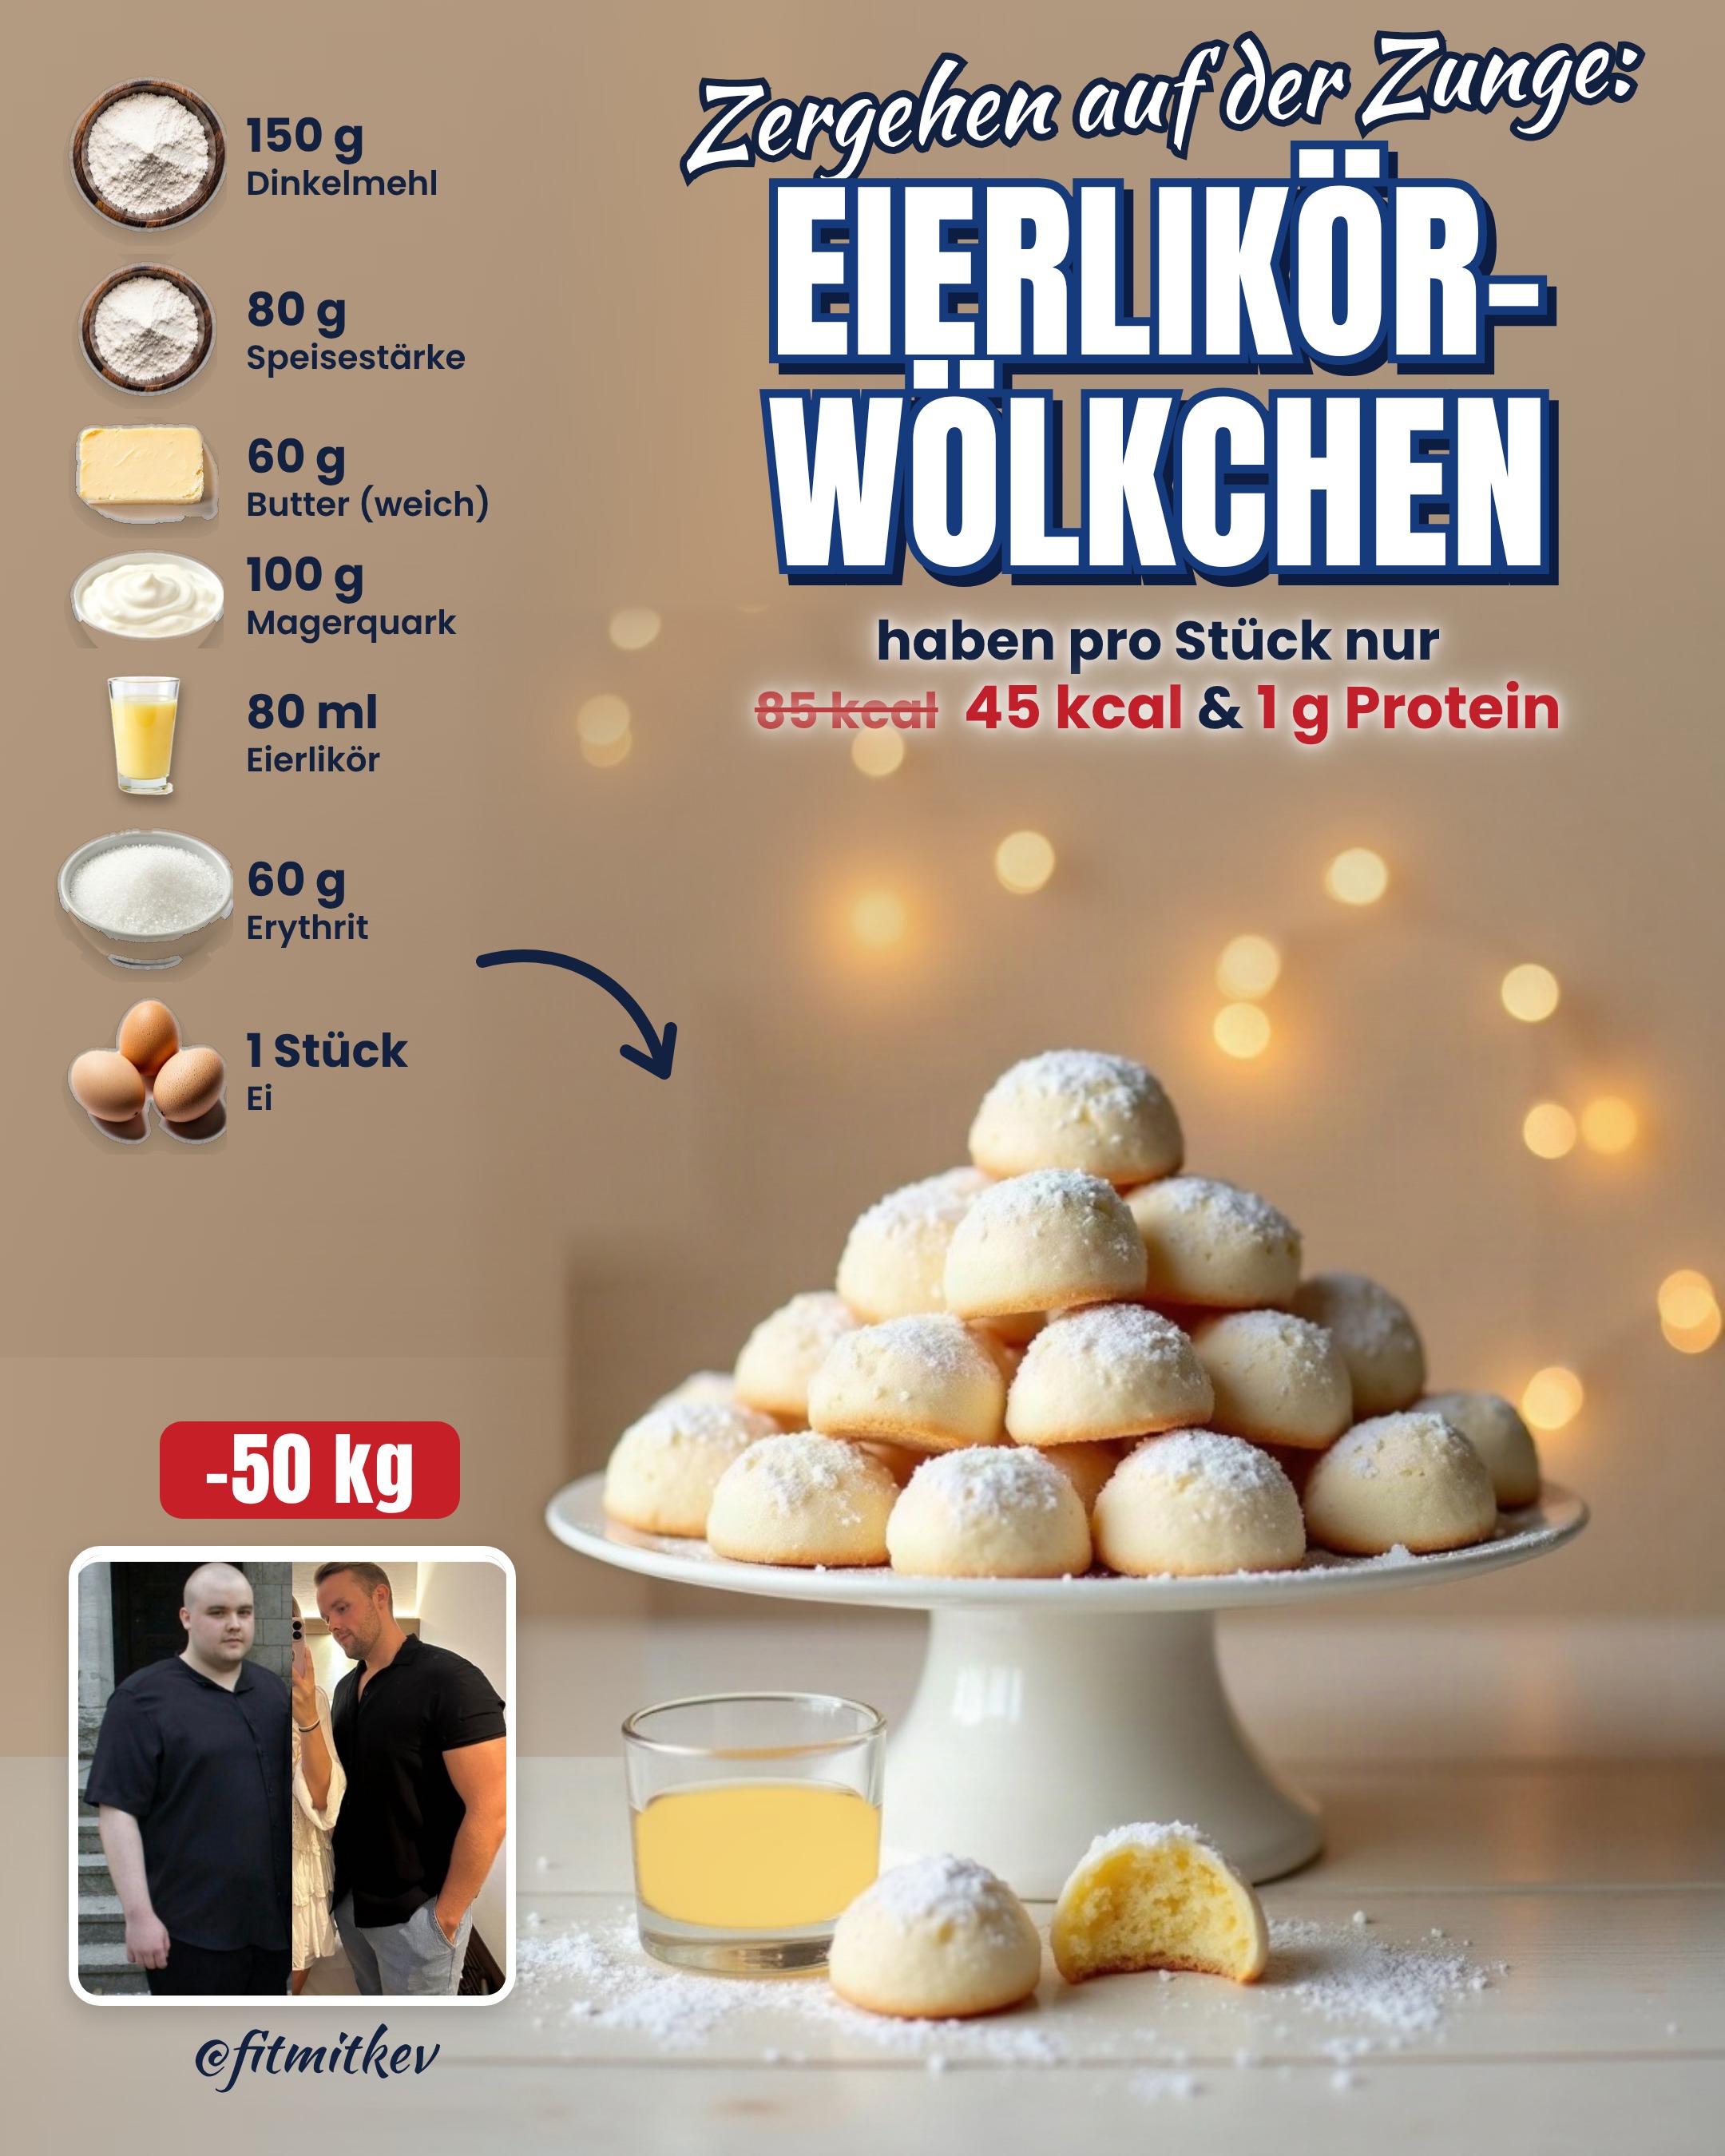 Zergehen auf der Zunge:
EIERLIKÖR-
WÖLKCHEN
haben pro Stück nur
85 kcal 45 kcal & 1 g Protein
150 g
Dinkelmehl
80 g
Speisestärke
60 g
Butter (weich)
100 g
Magerquark
80 ml
Eierlikör
60 g
Erythrit
1 Stück
Ei
-50 kg
@fitmitkev